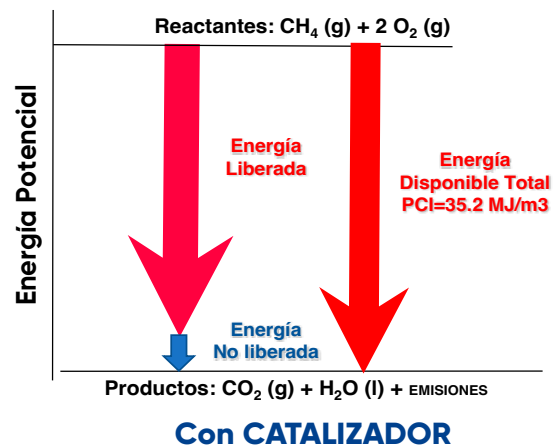 Reactantes: CH₄ (g) + 2 O₂ (g)
Energía Potencial
Energía
Liberada
Energía
Disponible Total
PCI=35.2 MJ/m3
Energía
No liberada
Productos: CO₂ (g) + H₂O (l) + EMISIONES
Con CATALIZADOR